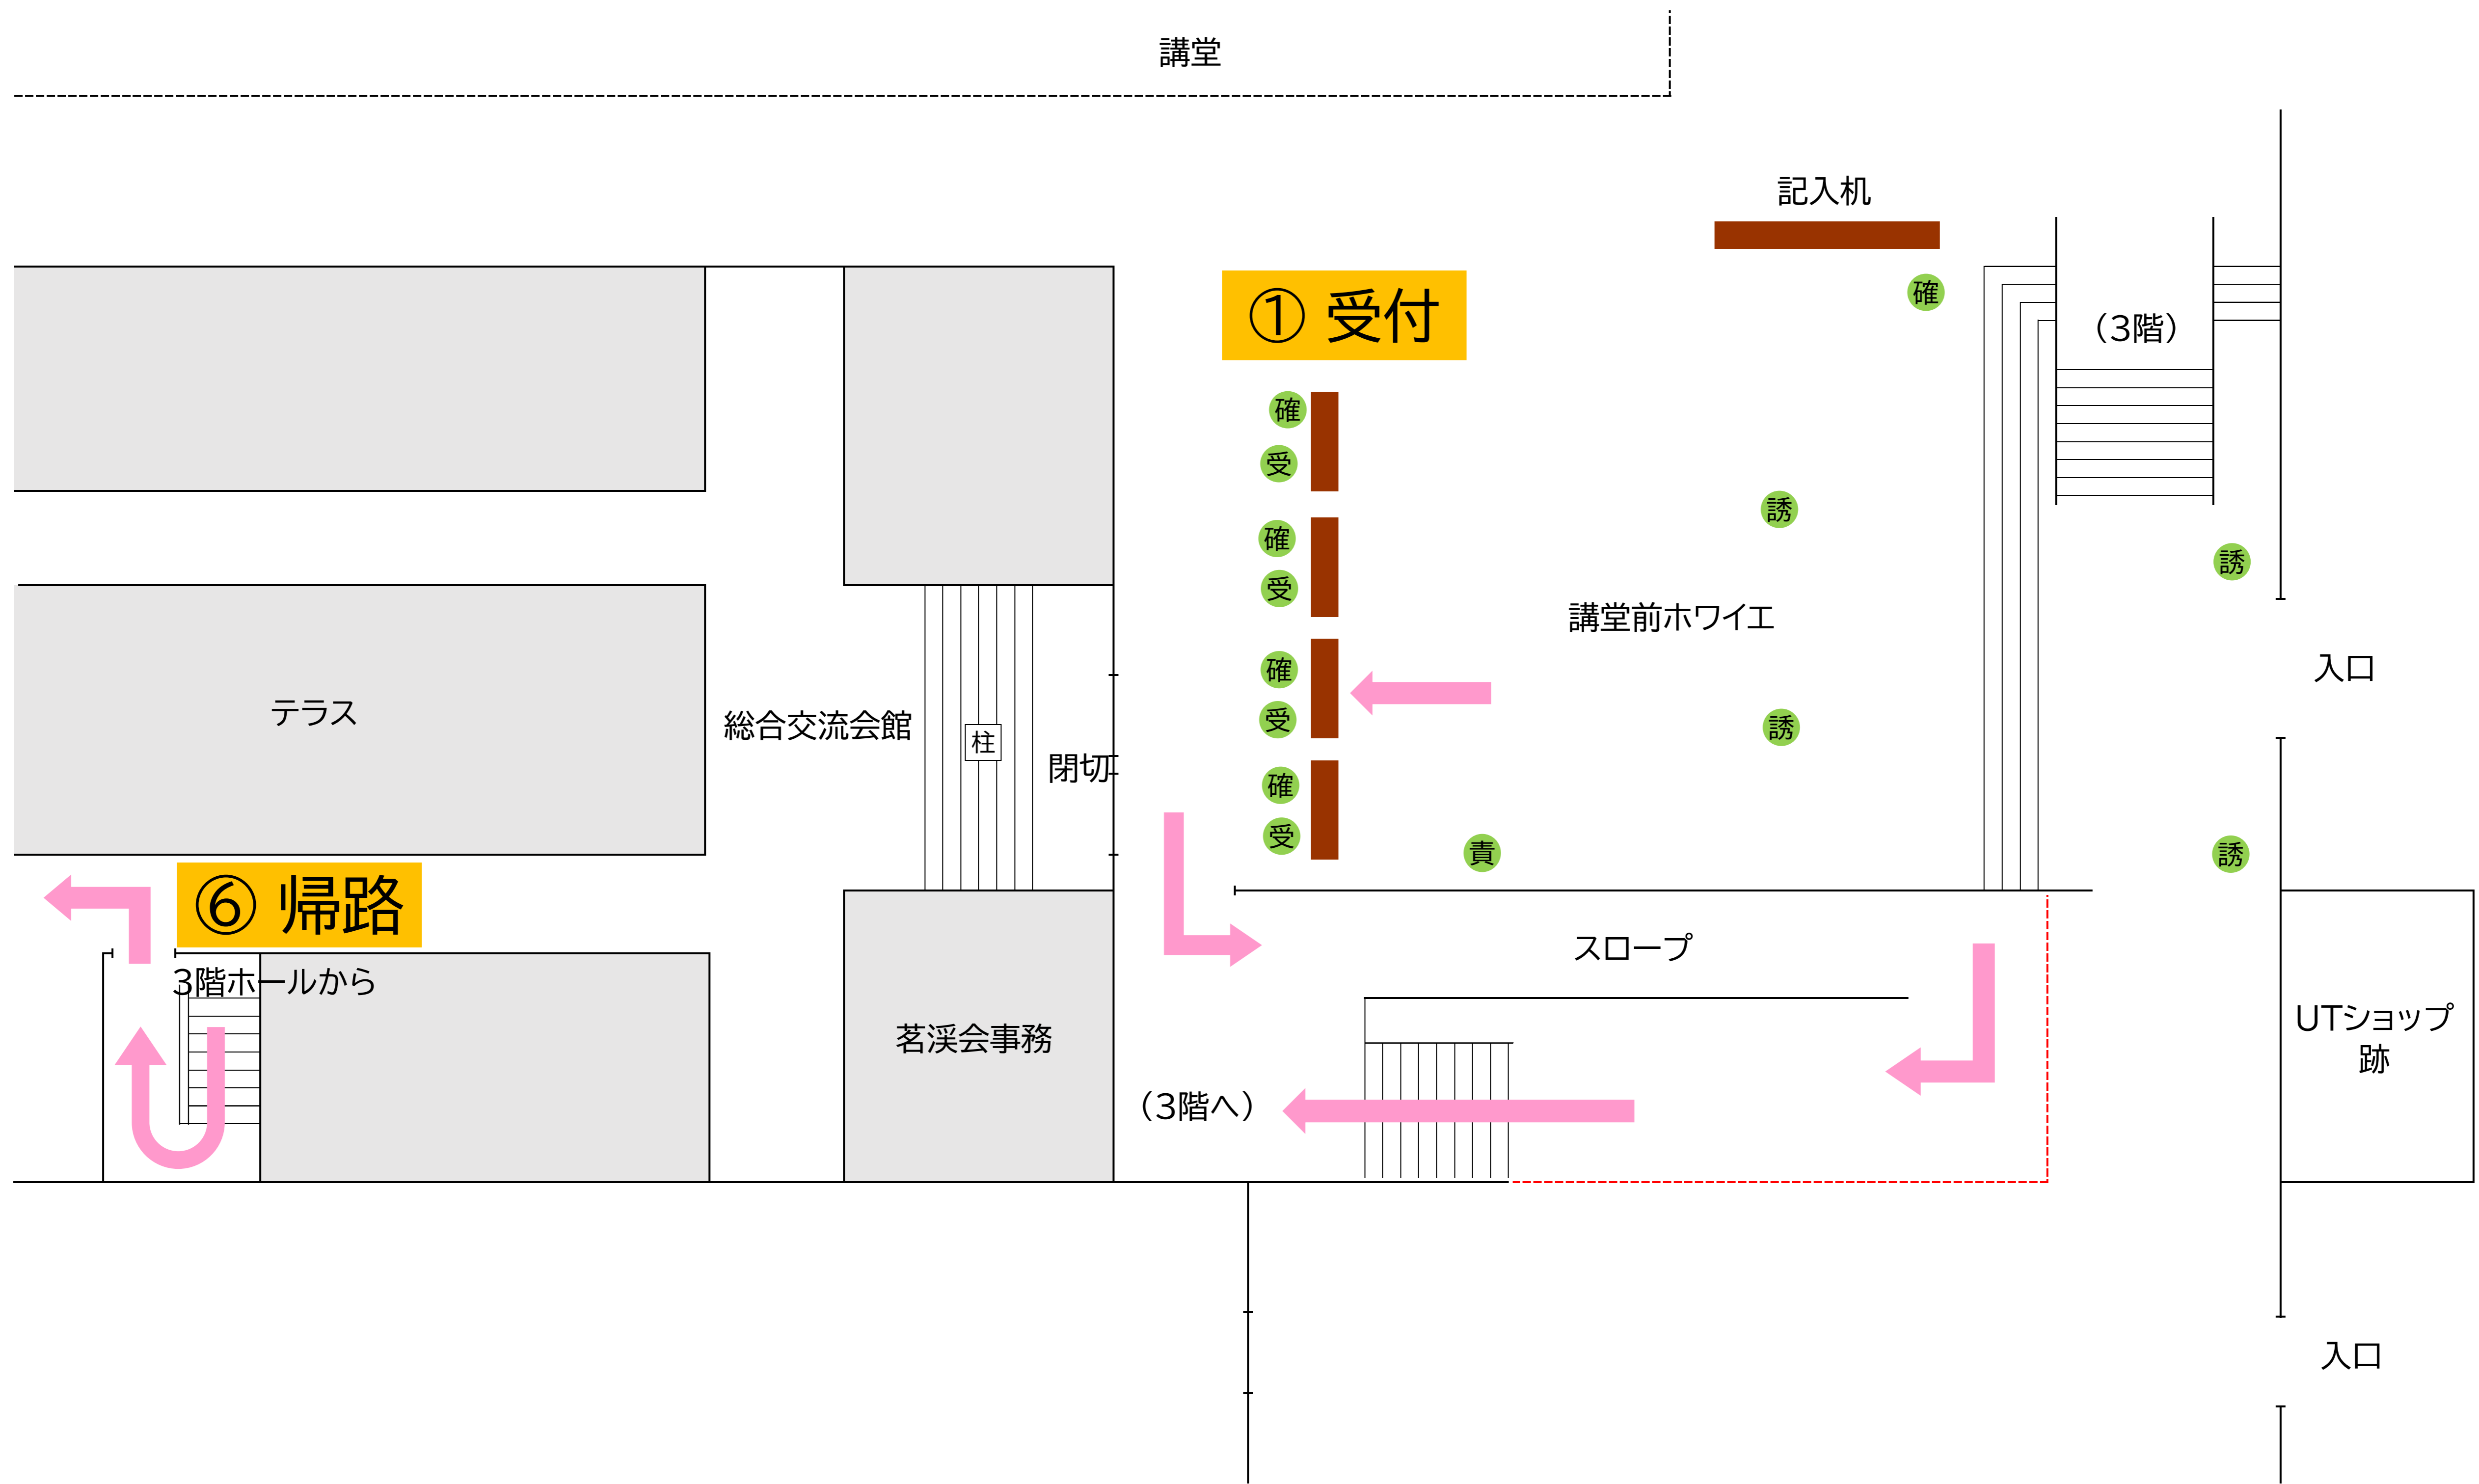 講堂
記入札
① 受付
確
(3階)
確
受
誘
確
受
誘
講堂前ホワイエ
入口
確
受
誘
テラス
総合交流会館
柱
閉切
確
受
責
誘
⑥ 帰路
3階ホールから
スロープ
茗渓会事務
UTショップ
跡
(3階へ)
入口